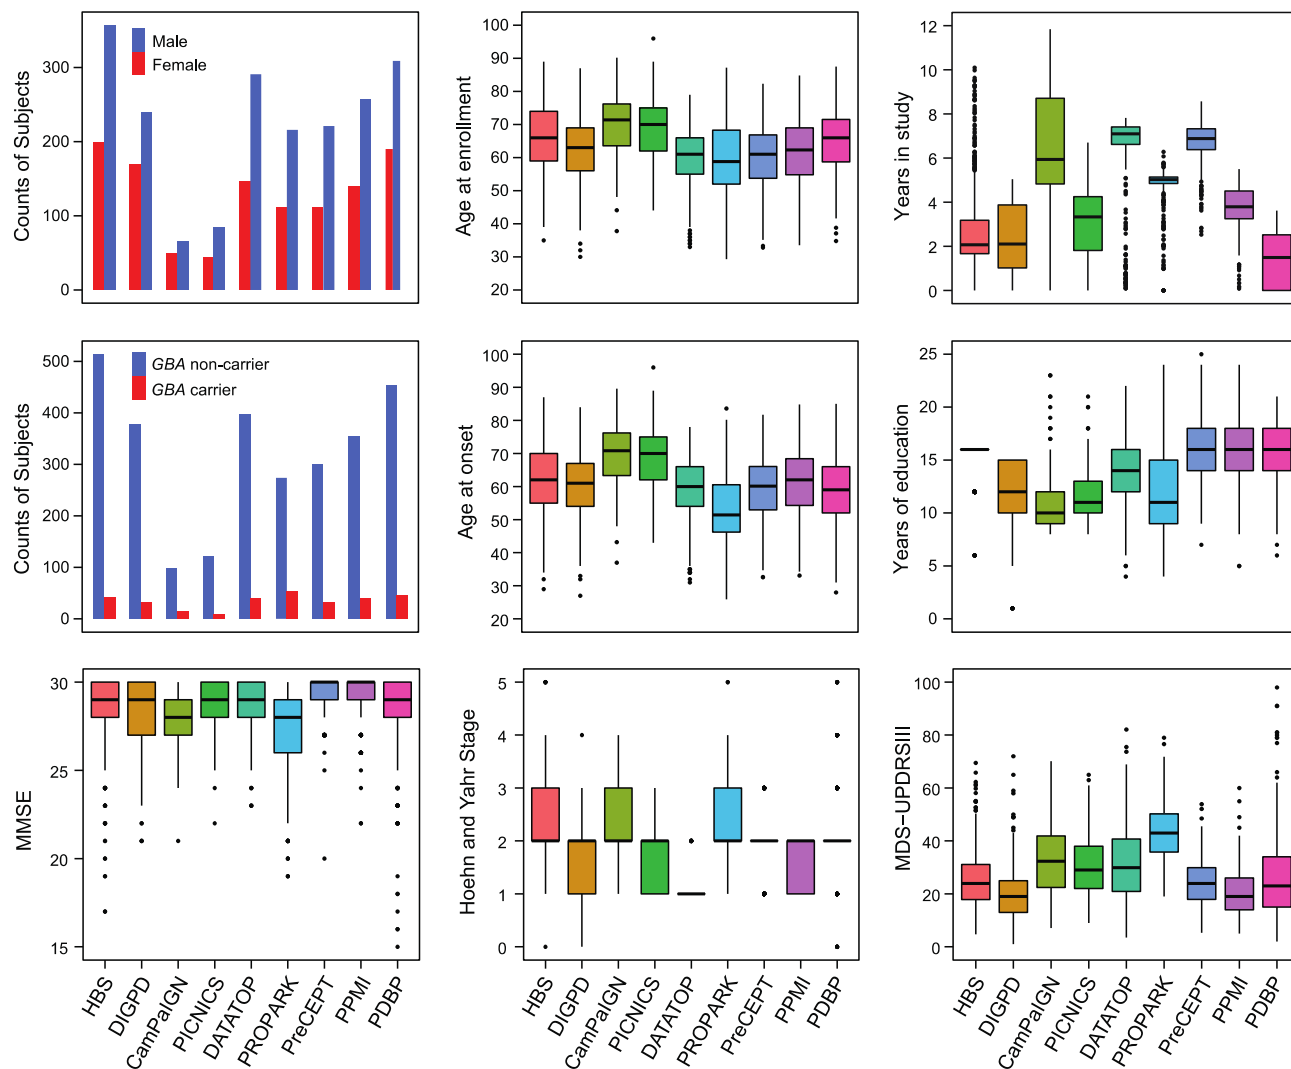 Counts of Subjects
300
200
100
0
Male
Female
Age at enrollment
100
90
80
70
60
50
40
30
20
Years in study
12
10
8
6
4
2
0
Counts of Subjects
500
400
300
200
100
0
GBA non-carrier
GBA carrier
Age at onset
100
90
80
70
60
50
40
30
20
Years of education
25
20
15
10
5
0
MMSE
30
25
20
15
HBS
DIGPD
CamPaIGN
PICNICS
DATATOP
PROPARK
PreCEPT
PPMI
PDBP
Hoehn and Yahr Stage
5
4
3
2
1
0
HBS
DIGPD
CamPaIGN
PICNICS
DATATOP
PROPARK
PreCEPT
PPMI
PDBP
MDS-UPDRSIII
100
80
60
40
20
0
HBS
DIGPD
CamPaIGN
PICNICS
DATATOP
PROPARK
PreCEPT
PPMI
PDBP